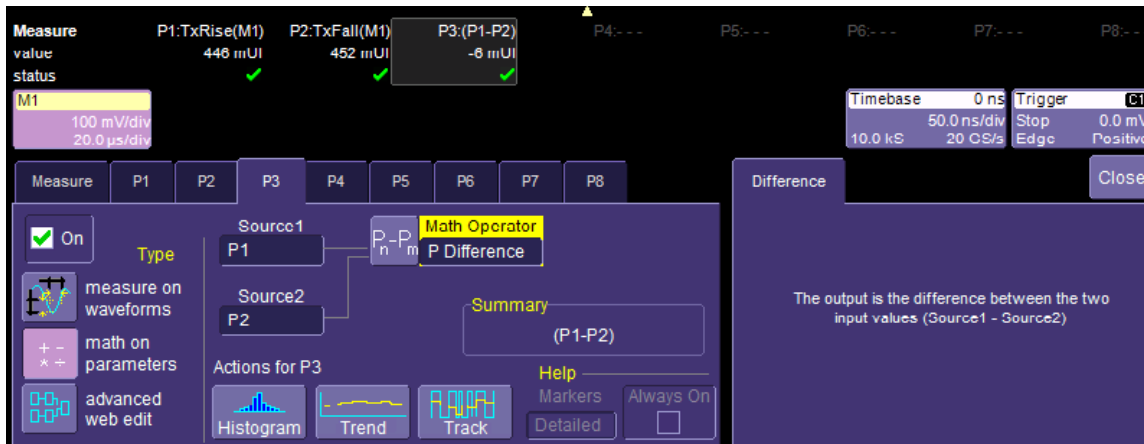 Measure P1:TxRise(M1) P2:TxFall(M1) P3:(P1-P2) P4:- - - P5:- - - P6:- - - P7:- - - P8:- -
value 446 mUI 452 mUI -6 mUI
status
M1
100 mV/div
20.0 µs/div
Timebase 0 ns
50.0 ns/div
10.0 kS 20 GS/s
Trigger C1
Stop 0.0 mV
Edge Positive
Measure P1 P2 P3 P4 P5 P6 P7 P8
On
Type
measure on
waveforms
math on
parameters
advanced
web edit
Source1
P1
Source2
P2
Pn-Pm
Math Operator
P Difference
Summary
(P1-P2)
Actions for P3
Histogram Trend Track
Help
Markers
Detailed
Always On
Difference
Close
The output is the difference between the two
input values (Source1 - Source2)